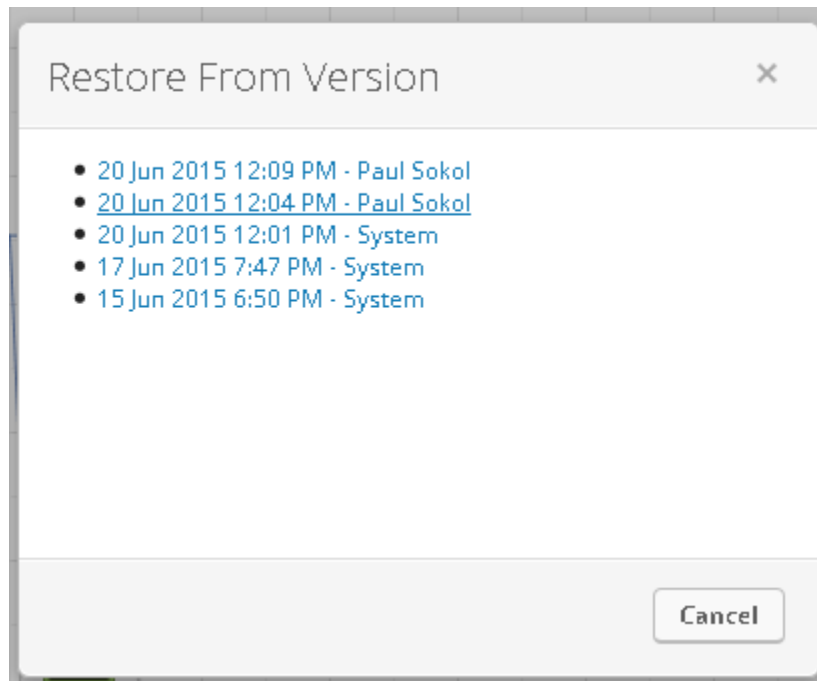 Restore From Version
×
20 Jun 2015 12:09 PM - Paul Sokol
20 Jun 2015 12:04 PM - Paul Sokol
20 Jun 2015 12:01 PM - System
17 Jun 2015 7:47 PM - System
15 Jun 2015 6:50 PM - System
Cancel